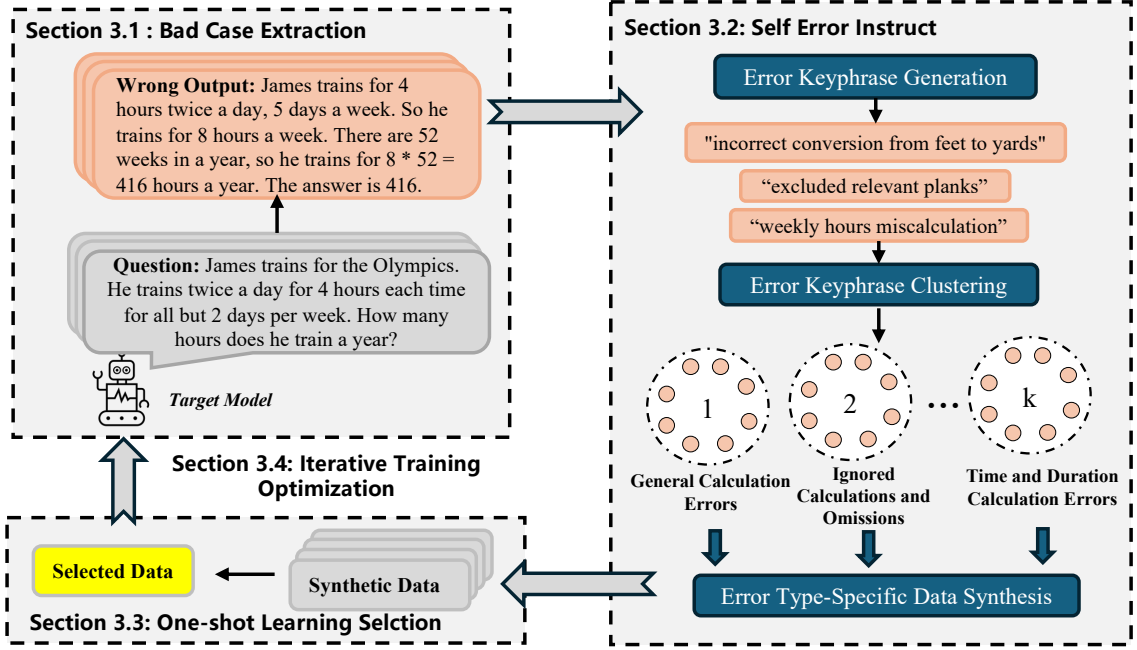 Section 3.1 : Bad Case Extraction
Wrong Output: James trains for 4
hours twice a day, 5 days a week. So he
trains for 8 hours a week. There are 52
weeks in a year, so he trains for 8 * 52 =
416 hours a year. The answer is 416.
Question: James trains for the Olympics.
He trains twice a day for 4 hours each time
for all but 2 days per week. How many
hours does he train a year?
Target Model
Section 3.2: Self Error Instruct
Error Keyphrase Generation
"incorrect conversion from feet to yards"
“excluded relevant planks”
“weekly hours miscalculation”
Error Keyphrase Clustering
1
2
...
k
General Calculation
Errors
Ignored
Calculations and
Omissions
Time and Duration
Calculation Errors
Error Type-Specific Data Synthesis
Section 3.4: Iterative Training
Optimization
Selected Data
Synthetic Data
Section 3.3: One-shot Learning Selction